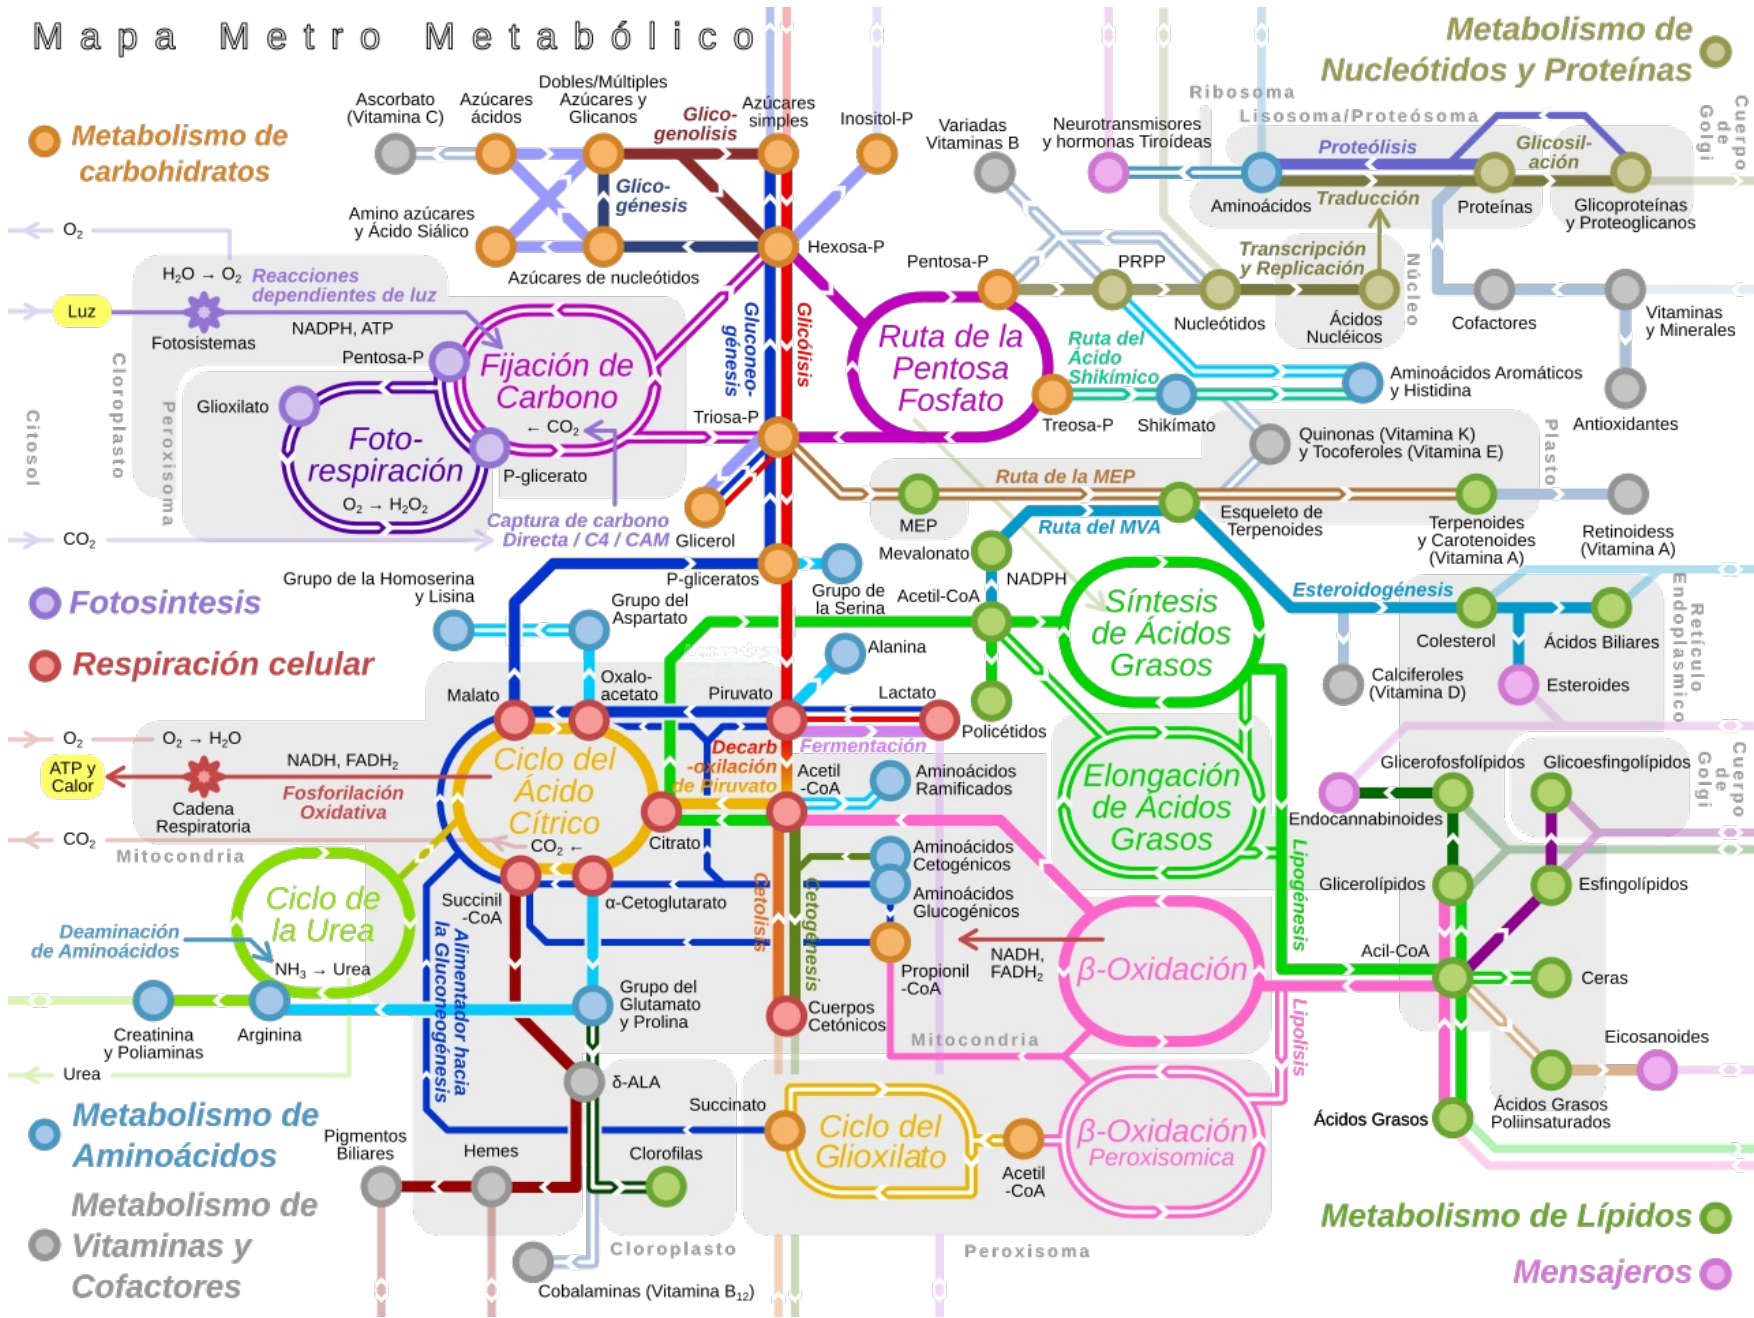 Mapa Metro Metabólico
Metabolismo de
Nucleótidos y Proteínas
Metabolismo de
carbohidratos
Ascorbato
(Vitamina C)
Azúcares
ácidos
Dobles/Múltiples
Azúcares y
Glicanos
Glico-
genolisis
Azúcares
simples
Inositol-P
Variadas
Vitaminas B
Neurotransmisores
y hormonas Tiroídeas
Ribosoma
Lisosoma/Proteósoma
Cuerpo
de
Golgi
Proteólisis
Glicosil-
ación
Aminoácidos
Traducción
Proteínas
Glicoproteínas
y Proteoglicanos
Glico-
génesis
Amino azúcares
y Ácido Siálico
Azúcares de nucleótidos
Hexosa-P
Pentosa-P
PRPP
Transcripción
y Replicación
Núcleo
Nucleótidos
Ácidos
Nucléicos
Cofactores
Vitaminas
y Minerales
O₂
H₂O → O₂
Reacciones
dependientes de luz
Luz
NADPH, ATP
Fotosistemas
Pentosa-P
Cloroplasto
Peroxisoma
Citosol
Glioxilato
Fijación de
Carbono
← CO₂
Foto-
respiración
O₂ → H₂O₂
P-glicerato
Captura de carbono
Directa / C4 / CAM
CO₂
Gluconeo-
génesis
Glicólisis
Triosa-P
Glicerol
Ruta de la
Pentosa
Fosfato
Ruta del
Ácido
Shikímico
Treosa-P
Shikímato
Aminoácidos Aromáticos
y Histidina
Antioxidantes
Quinonas (Vitamina K)
y Tocoferoles (Vitamina E)
Plasto
Ruta de la MEP
MEP
Ruta del MVA
Esqueleto de
Terpenoides
Terpenoides
y Carotenoides
(Vitamina A)
Retinoidess
(Vitamina A)
Fotosintesis
Respiración celular
Grupo de la Homoserina
y Lisina
Grupo del
Aspartato
P-gliceratos
Grupo de
la Serina
Mevalonato
NADPH
Acetil-CoA
Síntesis
de Ácidos
Grasos
Esteroidogénesis
Colesterol
Ácidos Biliares
Retículo
Endoplásmico
Calciferoles
(Vitamina D)
Esteroides
Alanina
Malato
Oxalo-
acetato
Piruvato
Lactato
Policétidos
Fermentación
Decarb
-oxilación
de Piruvato
Acetil
-CoA
Aminoácidos
Ramificados
Elongación
de Ácidos
Grasos
Glicerofosfolípidos
Glicoesfingolípidos
Cuerpo
de
Golgi
Endocannabinoides
O₂
O₂ → H₂O
ATP y
Calor
NADH, FADH₂
Cadena
Respiratoria
Fosforilación
Oxidativa
CO₂
Mitocondria
Ciclo del
Ácido
Cítrico
CO₂ ←
Citrato
Succinil
-CoA
α-Cetoglutarato
Cetolisis
Cetogénesis
Aminoácidos
Cetogénicos
Aminoácidos
Glucogénicos
Propionil
-CoA
NADH,
FADH₂
β-Oxidación
Lipogénesis
Lipolisis
Glicerolípidos
Esfingolípidos
Acil-CoA
Ceras
Eicosanoides
Ácidos Grasos
Ácidos Grasos
Poliinsaturados
Ciclo de
la Urea
NH₃ → Urea
Deaminación
de Aminoácidos
Creatinina
y Poliaminas
Arginina
Urea
Alimentador hacia
la Gluconeogénesis
Grupo del
Glutamato
y Prolina
Cuerpos
Cetónicos
Mitocondria
δ-ALA
Succinato
Ciclo del
Glioxilato
Acetil
-CoA
β-Oxidación
Peroxisomica
Peroxisoma
Metabolismo de
Aminoácidos
Pigmentos
Biliares
Hemes
Clorofilas
Cloroplasto
Cobalaminas (Vitamina B₁₂)
Metabolismo de
Vitaminas y
Cofactores
Metabolismo de Lípidos
Mensajeros